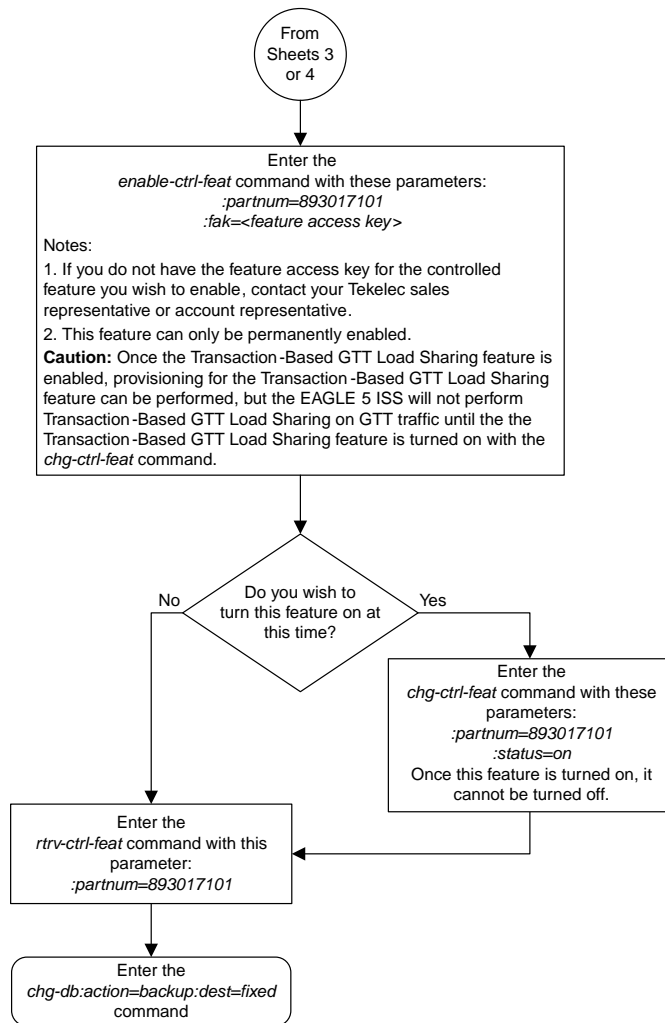 From
Sheets 3
or 4
Enter the
enable-ctrl-feat command with these parameters:
:partnum=893017101
:fak=<feature access key>
Notes:
1. If you do not have the feature access key for the controlled
feature you wish to enable, contact your Tekelec sales
representative or account representative.
2. This feature can only be permanently enabled.
Caution: Once the Transaction-Based GTT Load Sharing feature is
enabled, provisioning for the Transaction-Based GTT Load Sharing
feature can be performed, but the EAGLE 5 ISS will not perform
Transaction-Based GTT Load Sharing on GTT traffic until the the
Transaction-Based GTT Load Sharing feature is turned on with the
chg-ctrl-feat command.
Do you wish to
turn this feature on at
this time?
No
Yes
Enter the
chg-ctrl-feat command with these
parameters:
:partnum=893017101
:status=on
Once this feature is turned on, it
cannot be turned off.
Enter the
rtrv-ctrl-feat command with this
parameter:
:partnum=893017101
Enter the
chg-db:action=backup:dest=fixed
command